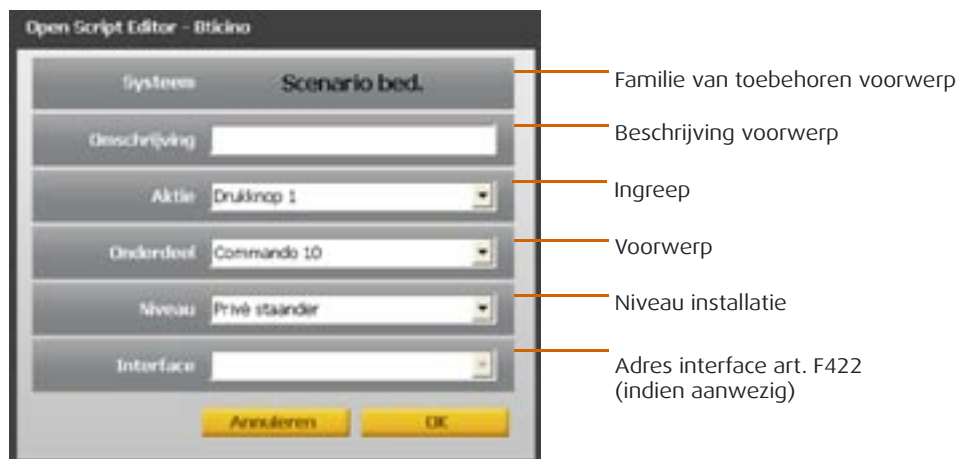 Open Script Editor - Bticino
Systeem Scenario bed. Familie van toebehoren voorwerp
Omschrijving Beschrijving voorwerp
Aktie Drukknop 1 Ingreep
Onderdeel Commando 10 Voorwerp
Niveau Privè staander Niveau installatie
Interface Adres interface art. F422
(indien aanwezig)
Annuleren OK